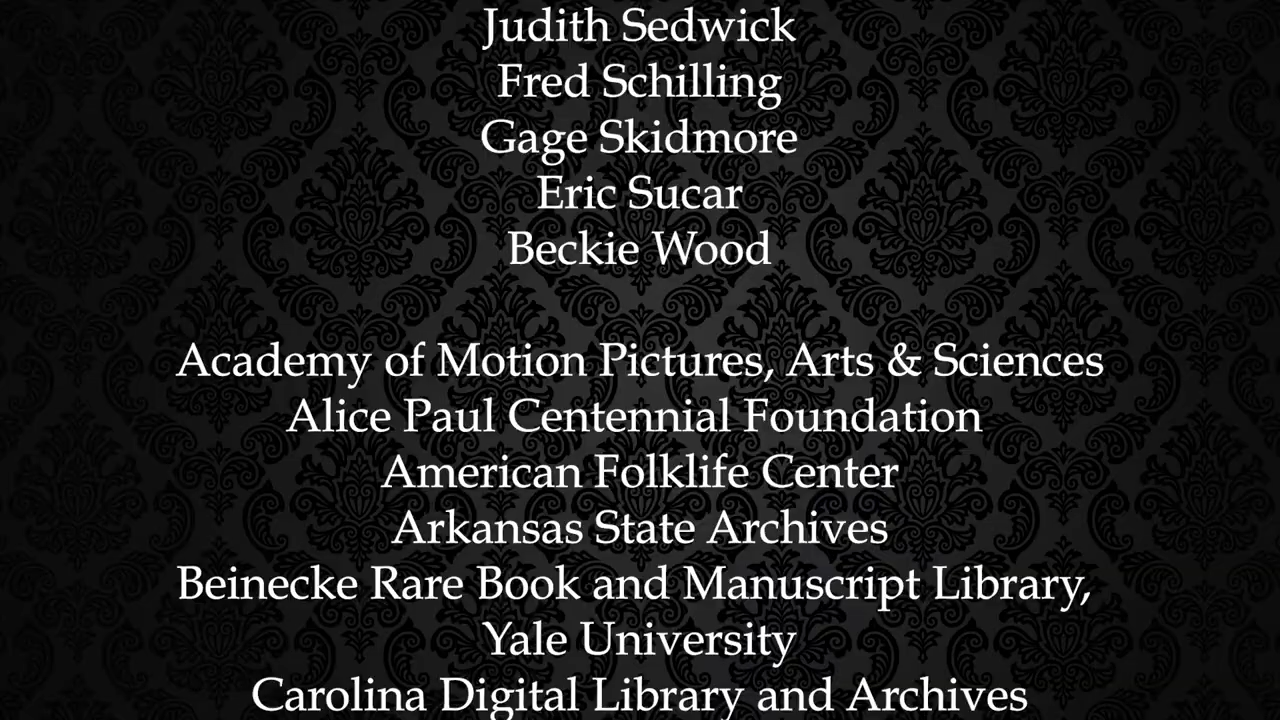 Judith Sedwick
Fred Schilling
Gage Skidmore
Eric Sucar
Beckie Wood
Academy of Motion Pictures, Arts & Sciences
Alice Paul Centennial Foundation
American Folklife Center
Arkansas State Archives
Beinecke Rare Book and Manuscript Library,
Yale University
Carolina Digital Library and Archives